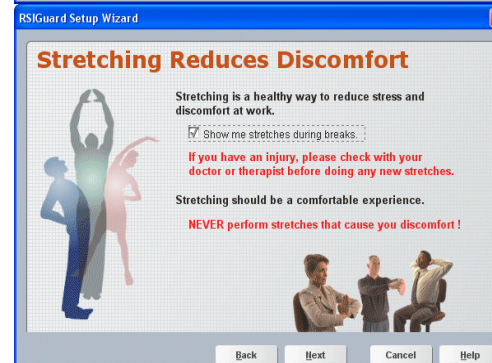 RSIGuard Setup Wizard
Stretching Reduces Discomfort
Stretching is a healthy way to reduce stress and
discomfort at work.
Show me stretches during breaks.
If you have an injury, please check with your
doctor or therapist before doing any new stretches.
Stretching should be a comfortable experience.
NEVER perform stretches that cause you discomfort !
Back Next Cancel Help